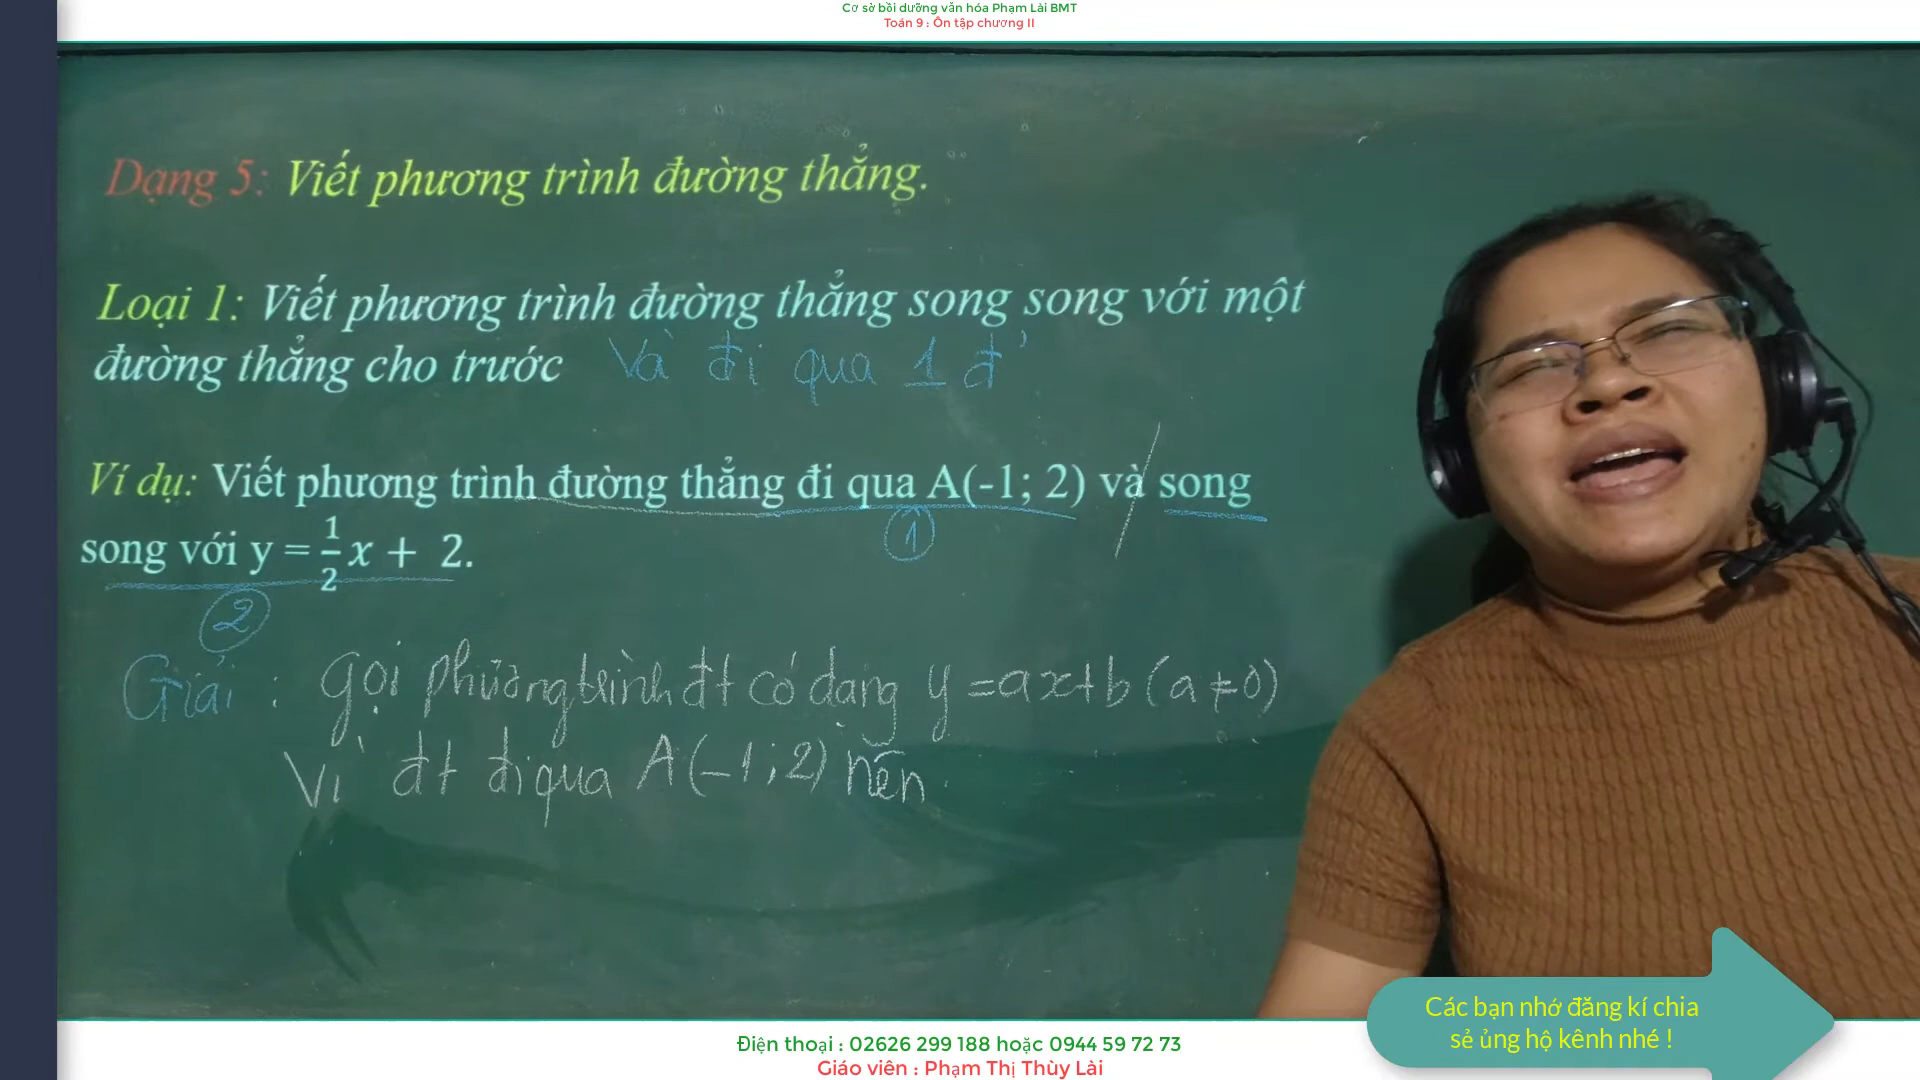 Cơ sở bồi dưỡng văn hóa Phạm Lài BMT
Toán 9 : Ôn tập chương II
Dạng 5: Viết phương trình đường thẳng.
Loại 1: Viết phương trình đường thẳng song song với một
đường thẳng cho trước Và đi qua 1 đ'
Ví dụ: Viết phương trình đường thẳng đi qua A(-1; 2) và song
①
song với y = 1/2 x + 2.
②
Giải : gọi phương trình đt có dạng y = ax+b (a ≠ 0)
Vì đt đi qua A(-1;2) nên
Các bạn nhớ đăng kí chia
sẻ ủng hộ kênh nhé !
Điện thoại : 02626 299 188 hoặc 0944 59 72 73
Giáo viên : Phạm Thị Thùy Lài